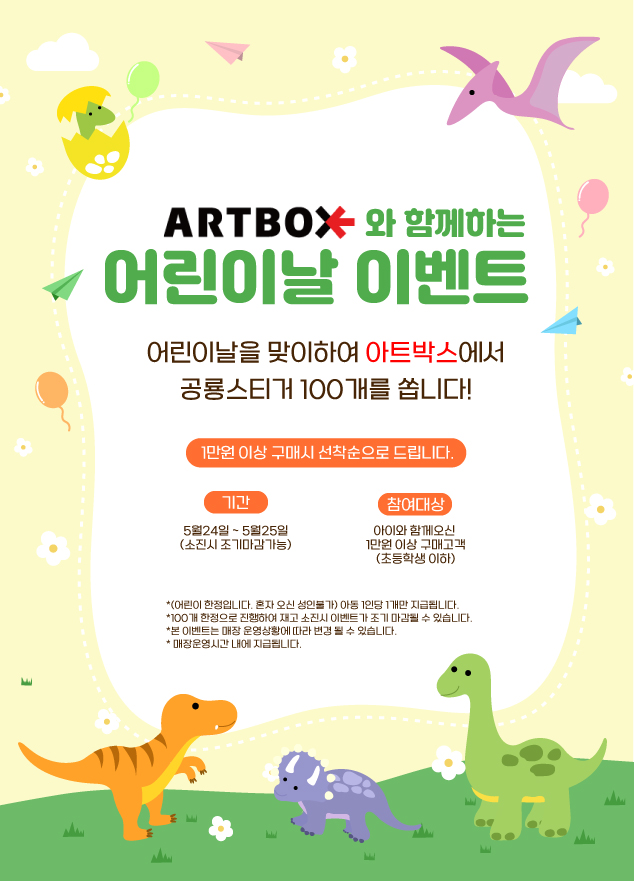 ARTBOX 와 함께하는
어린이날 이벤트
어린이날을 맞이하여 아트박스에서
공룡스티거 100개를 쏩니다!
1만원 이상 구매시 선착순으로 드립니다.
기간
5월24일 ~ 5월25일
(소진시 조기마감가능)
참여대상
아이와 함께오신
1만원 이상 구매고객
(초등학생 이하)
*(어린이 한정입니다. 혼자 오신 성인불가) 아동 1인당 1개만 지급됩니다.
*100개 한정으로 진행하여 재고 소진시 이벤트가 조기 마감될 수 있습니다.
*본 이벤트는 매장 운영상황에 따라 변경 될 수 있습니다.
* 매장운영시간 내에 지급됩니다.